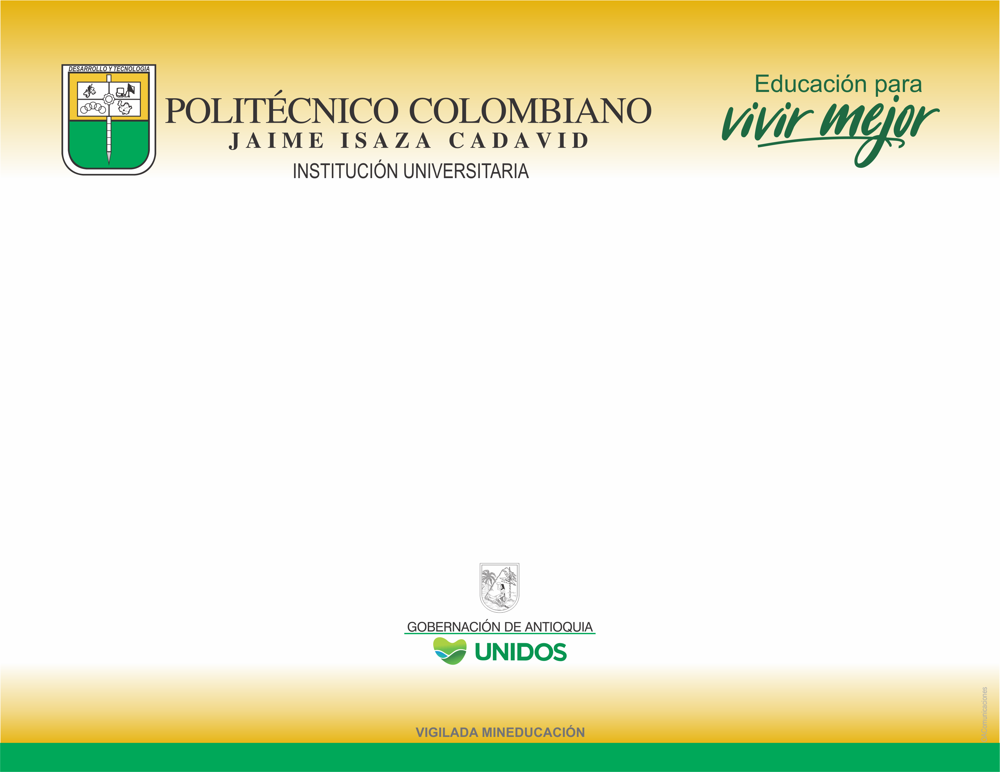 DESARROLLO Y TECNOLOGIA
POLITÉCNICO COLOMBIANO
JAIME ISAZA CADAVID
INSTITUCIÓN UNIVERSITARIA
Educación para
vivir mejor
GOBERNACIÓN DE ANTIOQUIA
UNIDOS
VIGILADA MINEDUCACIÓN
OAComunicaciones